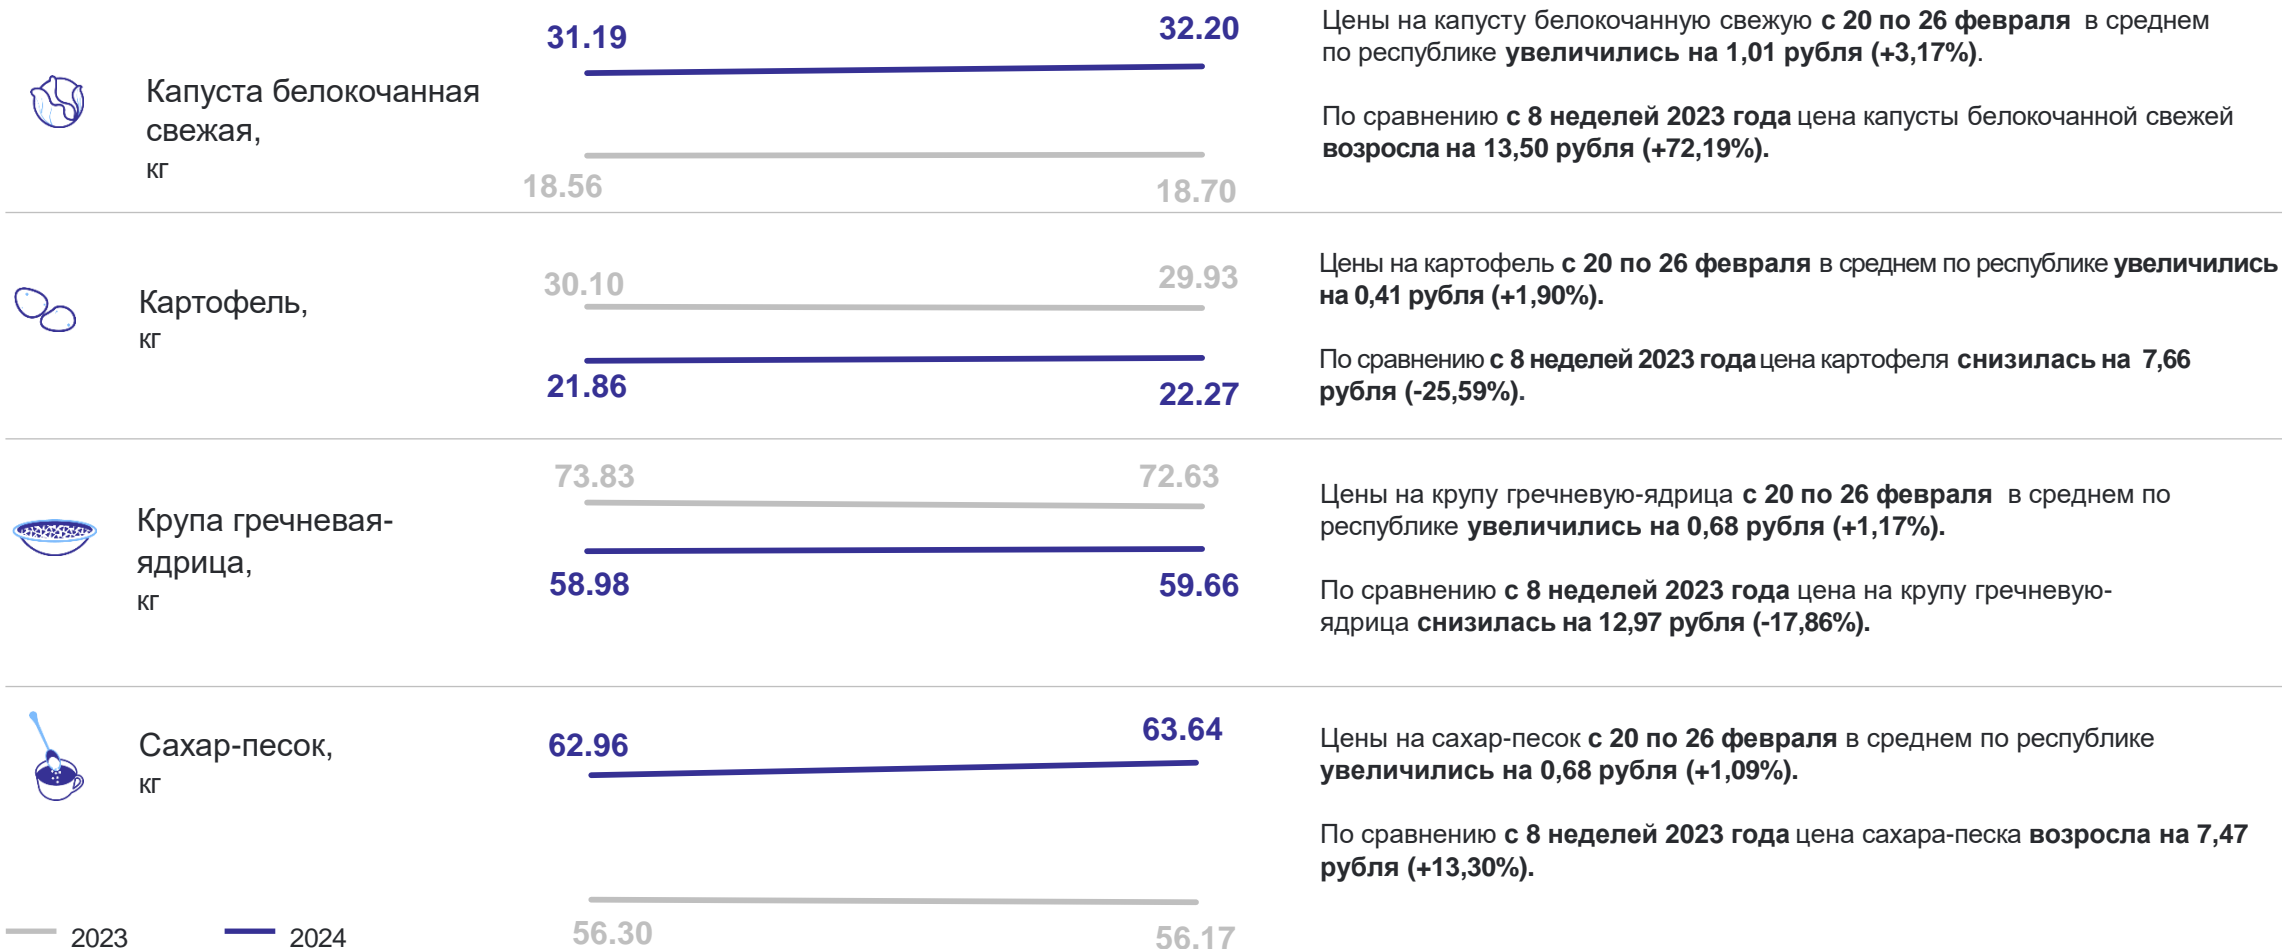 31.19
32.20
Капуста белокочанная
свежая,
кг
18.56
18.70
Цены на капусту белокочанную свежую с 20 по 26 февраля в среднем
по республике увеличились на 1,01 рубля (+3,17%).
По сравнению с 8 неделей 2023 года цена капусты белокочанной свежей
возросла на 13,50 рубля (+72,19%).
Картофель,
кг
30.10
29.93
21.86
22.27
Цены на картофель с 20 по 26 февраля в среднем по республике увеличились
на 0,41 рубля (+1,90%).
По сравнению с 8 неделей 2023 года цена картофеля снизилась на 7,66
рубля (-25,59%).
Крупа гречневая-
ядрица,
кг
73.83
72.63
58.98
59.66
Цены на крупу гречневую-ядрица с 20 по 26 февраля в среднем по
республике увеличились на 0,68 рубля (+1,17%).
По сравнению с 8 неделей 2023 года цена на крупу гречневую-
ядрица снизилась на 12,97 рубля (-17,86%).
Сахар-песок,
кг
62.96
63.64
56.30
56.17
Цены на сахар-песок с 20 по 26 февраля в среднем по республике
увеличились на 0,68 рубля (+1,09%).
По сравнению с 8 неделей 2023 года цена сахара-песка возросла на 7,47
рубля (+13,30%).
2023
2024